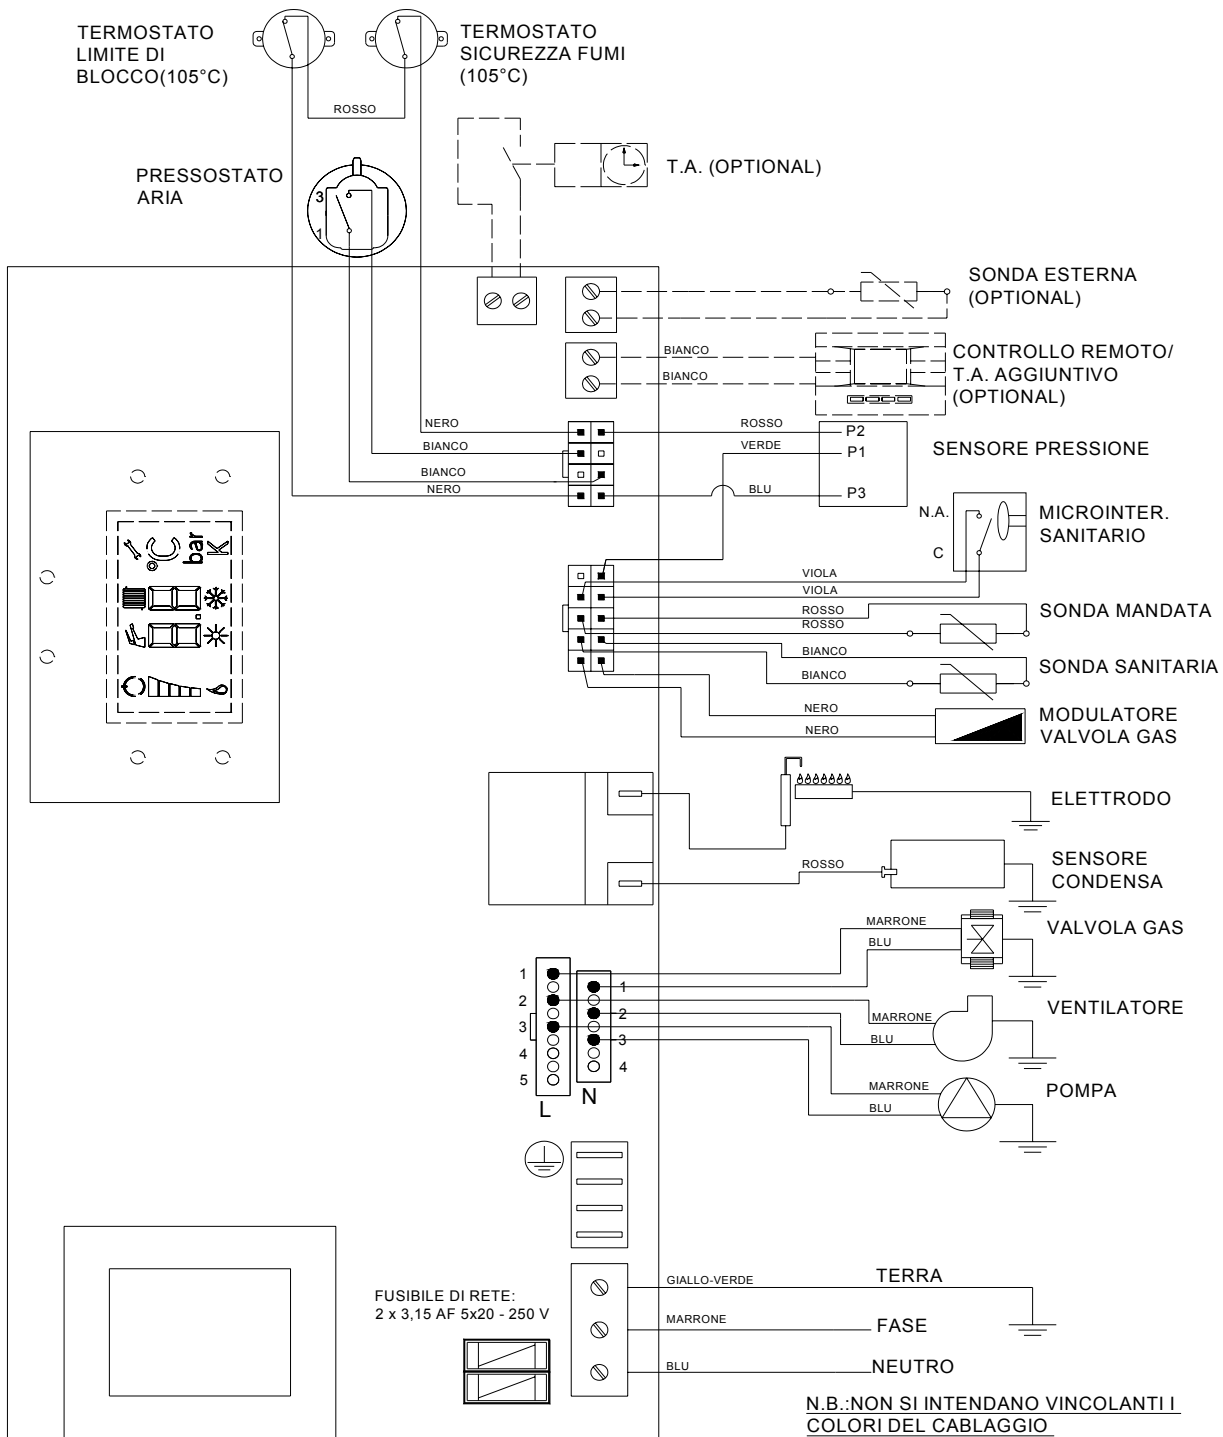 TERMOSTATO
LIMITE DI
BLOCCO(105°C)
TERMOSTATO
SICUREZZA FUMI
(105°C)
ROSSO
PRESSOSTATO
ARIA
3
1
T.A. (OPTIONAL)
SONDA ESTERNA
(OPTIONAL)
BIANCO
BIANCO
CONTROLLO REMOTO/
T.A. AGGIUNTIVO
(OPTIONAL)
NERO
BIANCO
BIANCO
NERO
ROSSO
VERDE
BLU
P2
P1
P3
SENSORE PRESSIONE
N.A.
C
MICROINTER.
SANITARIO
°C
bar
K
VIOLA
VIOLA
ROSSO
ROSSO
SONDA MANDATA
BIANCO
BIANCO
SONDA SANITARIA
NERO
NERO
MODULATORE
VALVOLA GAS
ELETTRODO
ROSSO
SENSORE
CONDENSA
MARRONE
BLU
VALVOLA GAS
1
2
3
4
5
L
1
2
3
4
N
MARRONE
BLU
VENTILATORE
MARRONE
BLU
POMPA
FUSIBILE DI RETE:
2 x 3,15 AF 5x20 - 250 V
GIALLO-VERDE
TERRA
MARRONE
FASE
BLU
NEUTRO
N.B.:NON SI INTENDANO VINCOLANTI I
COLORI DEL CABLAGGIO